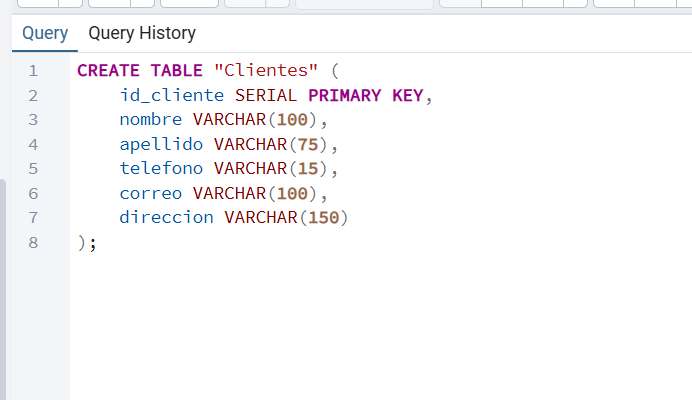 Query Query History
1 CREATE TABLE "Clientes" (
2 id_cliente SERIAL PRIMARY KEY,
3 nombre VARCHAR(100),
4 apellido VARCHAR(75),
5 telefono VARCHAR(15),
6 correo VARCHAR(100),
7 direccion VARCHAR(150)
8 );